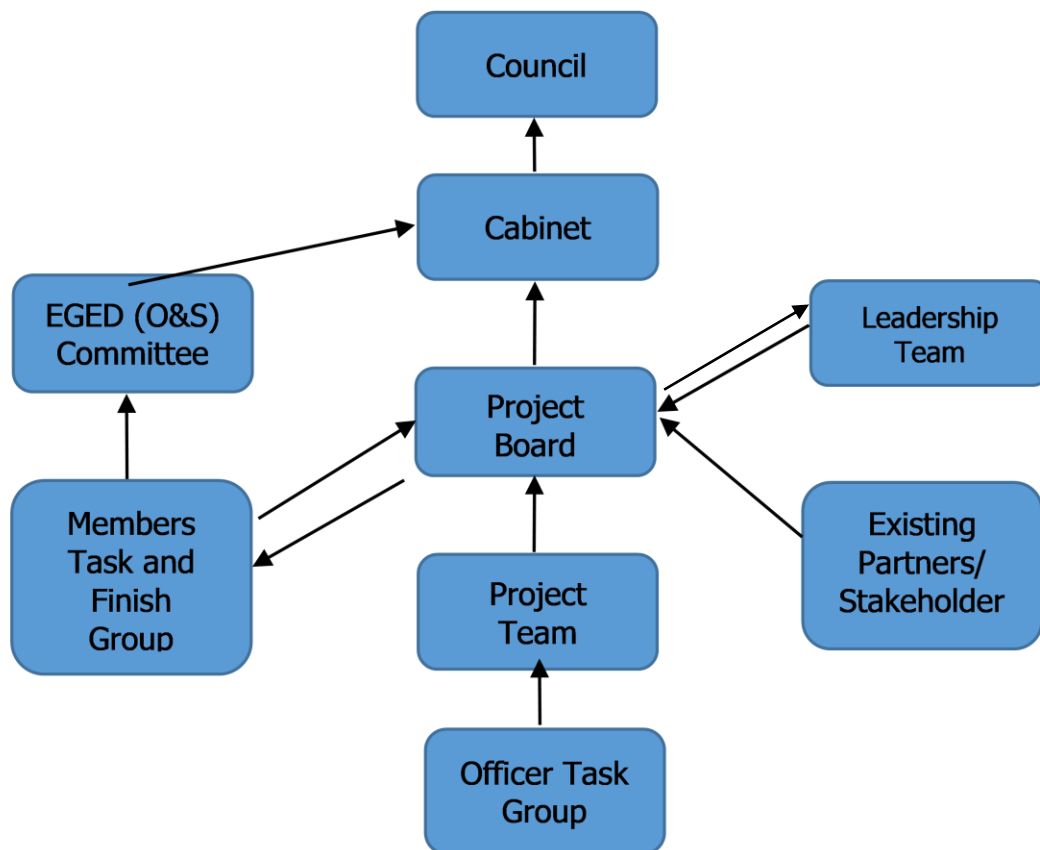 Council
Cabinet
EGED (O&S)
Committee
Leadership
Team
Project
Board
Members
Task and
Finish
Group
Existing
Partners/
Stakeholder
Project
Team
Officer Task
Group